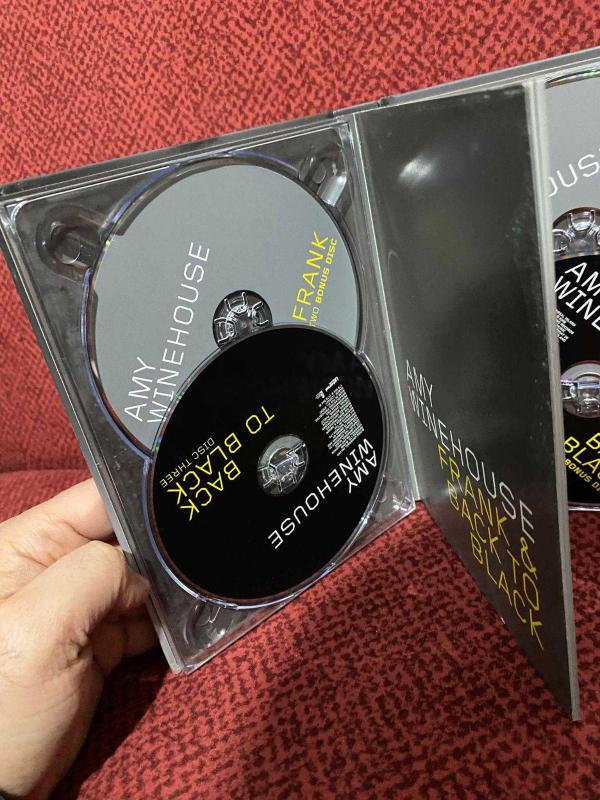 AMY
WINEHOUSE
FRANK
TWO BONUS DISC
AMY
WINEHOUSE
BACK
TO BLACK
DISC THREE
AMY
WINEHOUSE
FRANK &
BACK TO
BLACK
AMY
BONUS